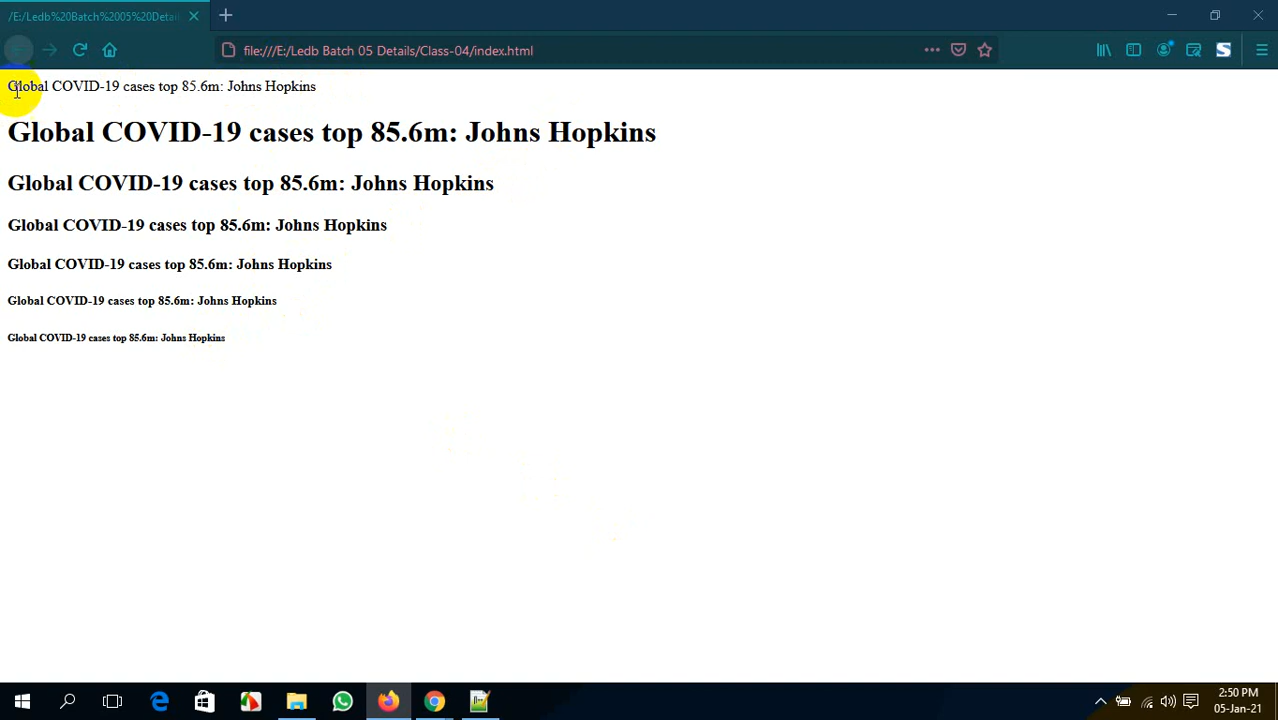 /E:/Ledb%20Batch%2005%20Detai
file:///E:/Ledb Batch 05 Details/Class-04/index.html
Global COVID-19 cases top 85.6m: Johns Hopkins
Global COVID-19 cases top 85.6m: Johns Hopkins
Global COVID-19 cases top 85.6m: Johns Hopkins
Global COVID-19 cases top 85.6m: Johns Hopkins
Global COVID-19 cases top 85.6m: Johns Hopkins
Global COVID-19 cases top 85.6m: Johns Hopkins
Global COVID-19 cases top 85.6m: Johns Hopkins
2:50 PM
05-Jan-21